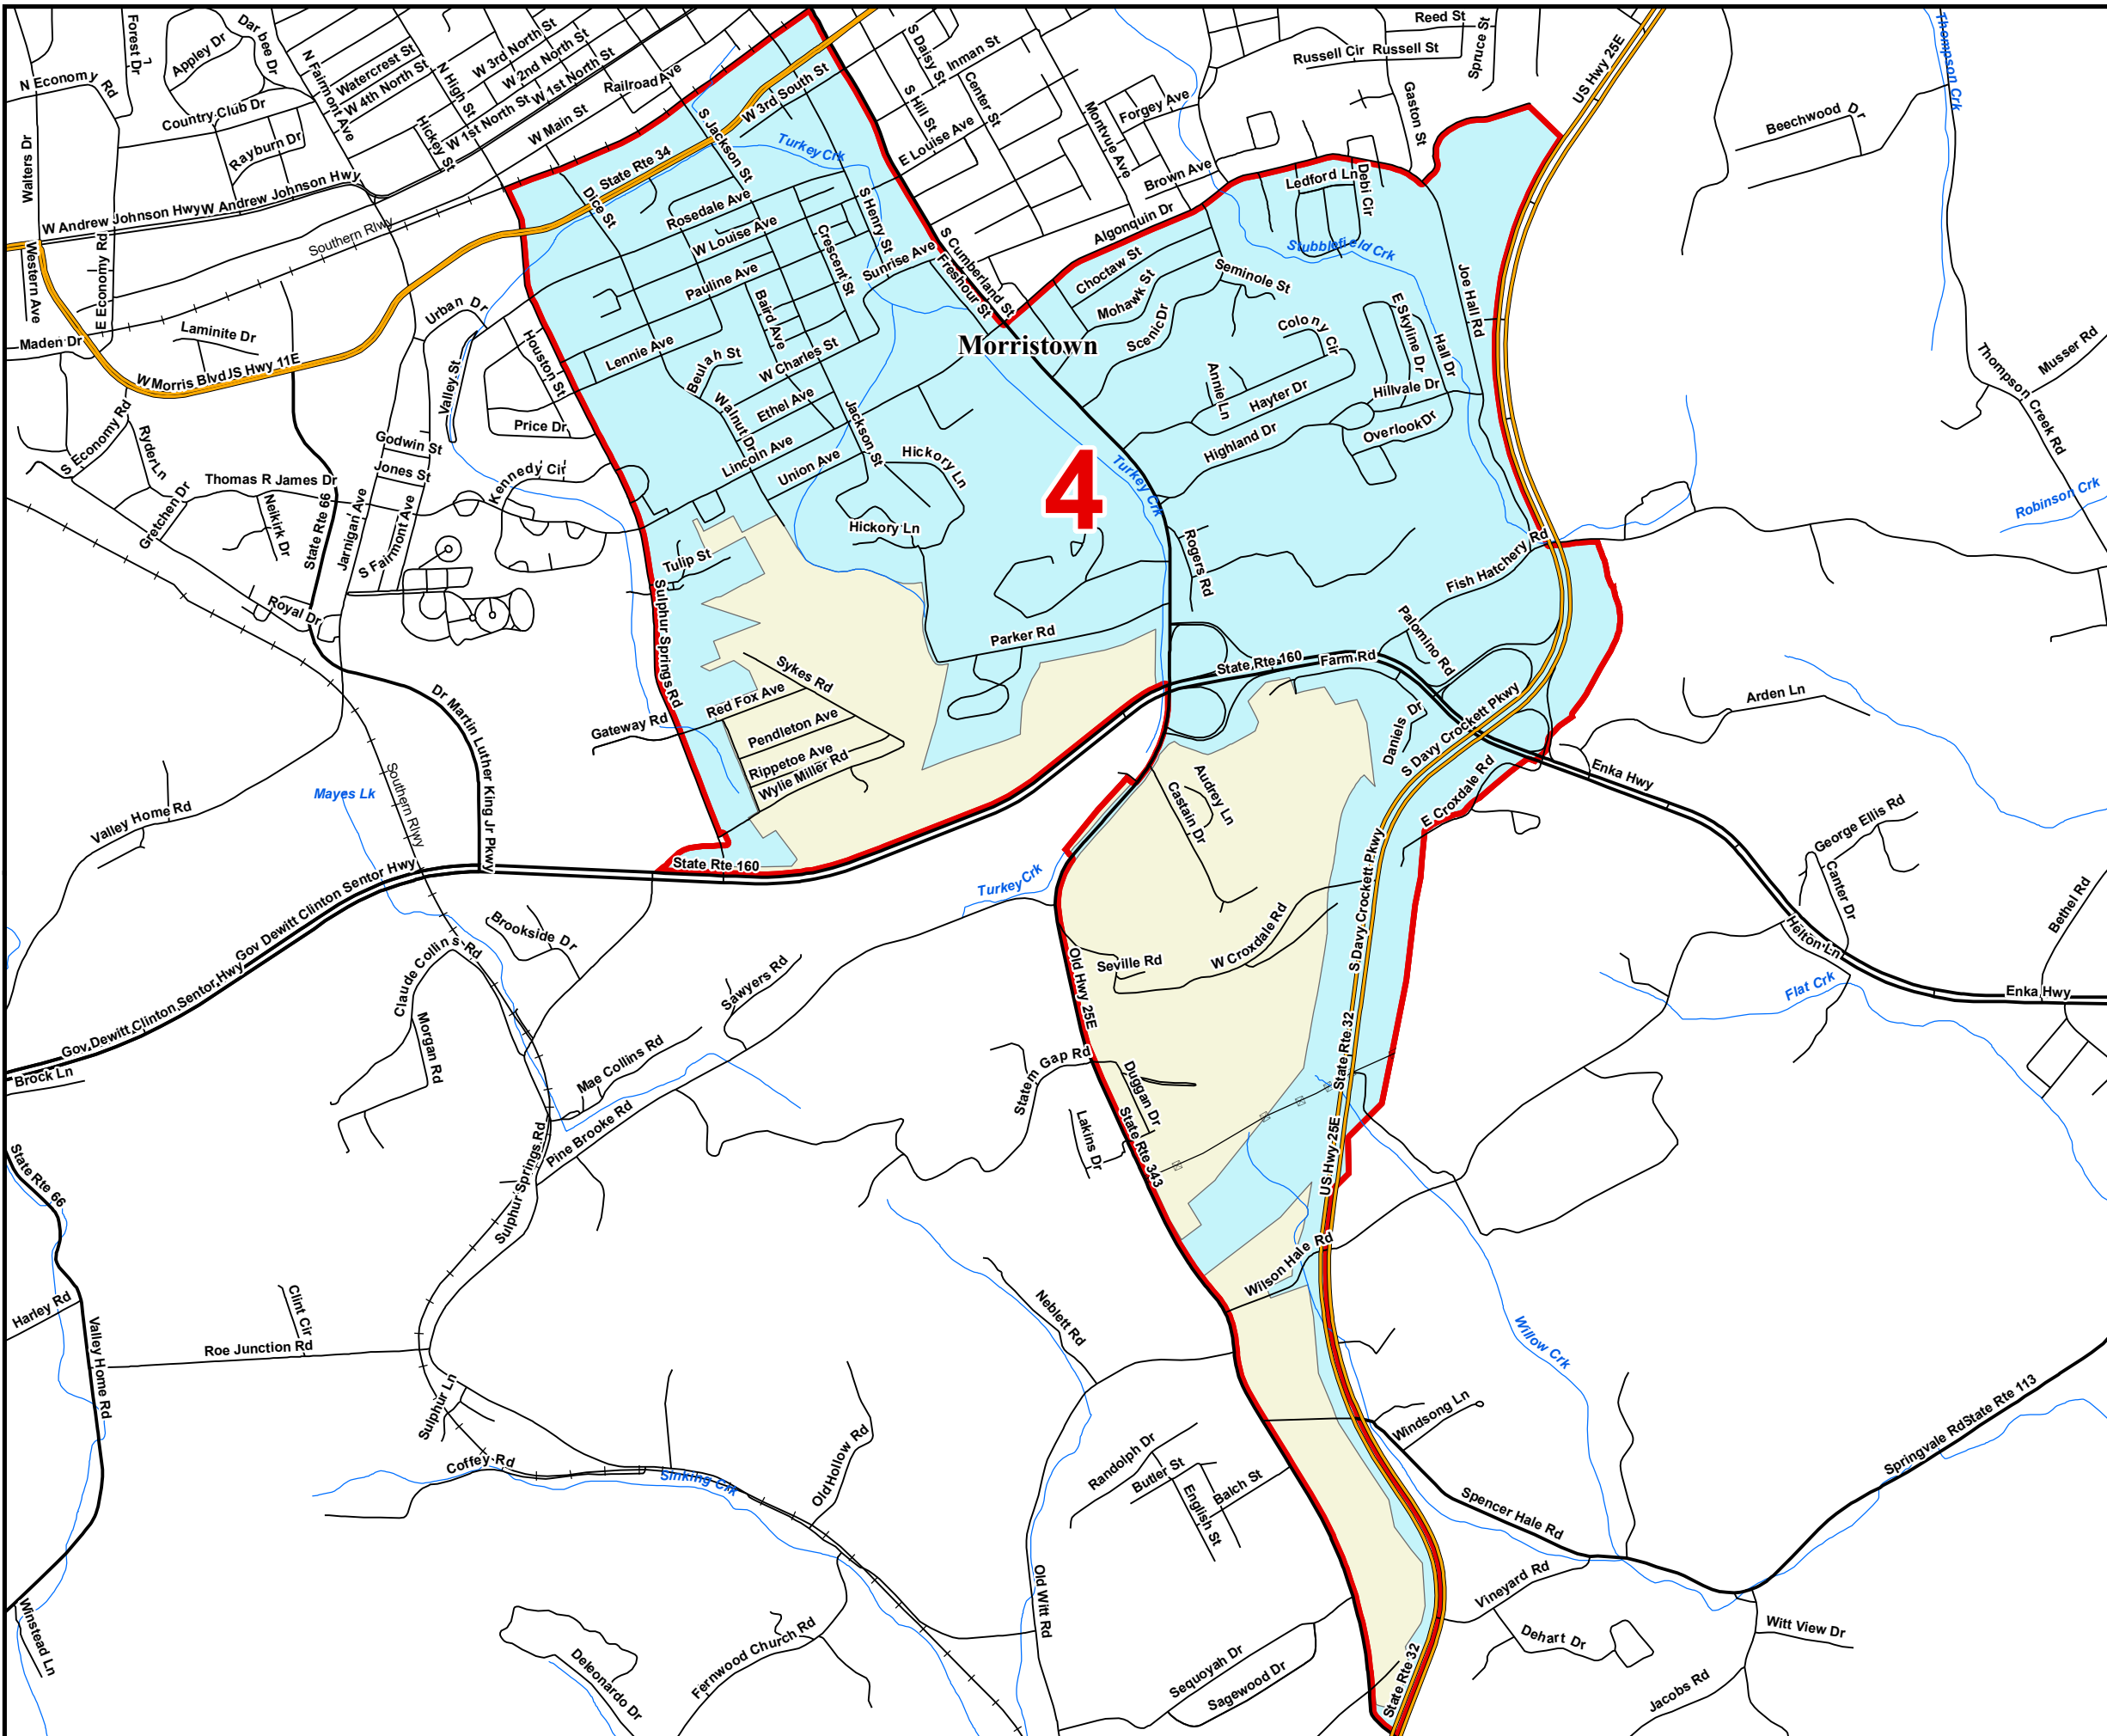 Forest Dr
Dar bee Dr
Appley Dr
N Economy Rd
Country Club Dr
Rayburn Dr
N Fairmont Ave
Watercrest St
W 4th North St
N High St
W 3rd North St
W 2nd North St
W 1st North St
W 1st North St
Railroad Ave
W Main St
Hickey St
Walters Dr
W Andrew Johnson Hwy
W Andrew Johnson Hwy
Southern Rlwy
Western Ave
E Economy Rd
Maden Dr
Laminite Dr
W Morris Blvd
US Hwy 11E
Urban Dr
Valley St
Houston St
Price Dr
S Economy Rd
Ryder Ln
Thomas R James Dr
Gretchen Dr
Neikirk Dr
State Rte 66
Godwin St
Jones St
Jarnigan Ave
S Fairmont Ave
Kennedy Cir
Royal Dr
State Rte 34
W 3rd South St
S Jackson St
Turkey Crk
Dice St
Rosedale Ave
W Louise Ave
Pauline Ave
Baird Ave
Crescent St
S Henry St
Sunrise Ave
Freshour St
S Cumberland St
Lennie Ave
Beulah St
W Charles St
Walnut Dr
Ethel Ave
Lincoln Ave
Union Ave
Jackson St
Hickory Ln
Hickory Ln
Tulip St
Sulphur Springs Rd
S Daisy St
Inman St
S Hill St
Center St
E Louise Ave
Montvue Ave
Forgey Ave
Brown Ave
Algonquin Dr
Reed St
Russell Cir
Russell St
Spruce St
Gaston St
US Hwy 25E
Thompson Crk
Beechwood Dr
Ledford Ln
Debi Cir
Stubblefield Crk
Choctaw St
Mohawk St
Seminole St
Scenic Dr
Colony Cir
E Skyline Dr
Hall Dr
Joe Hall Rd
Annie Ln
Hayter Dr
Hillvale Dr
Highland Dr
Overlook Dr
Morristown
4
Turkey Crk
Rogers Rd
Fish Hatchery Rd
Palomino Rd
Parker Rd
State Rte 160
Farm Rd
Thompson Creek Rd
Musser Rd
Robinson Crk
Arden Ln
Sykes Rd
Red Fox Ave
Gateway Rd
Pendleton Ave
Rippetoe Ave
Wylie Miller Rd
Dr Martin Luther King Jr Pkwy
Southern Rlwy
Mayes Lk
Valley Home Rd
State Rte 160
Daniels Dr
S Davy Crockett Pkwy
E Croxdale Rd
Enka Hwy
George Ellis Rd
Canter Dr
Helton Ln
Bethel Rd
Flat Crk
Enka Hwy
Audrey Ln
Castain Dr
Turkey Crk
Gov Dewitt Clinton Sentor Hwy
Gov Dewitt Clinton Sentor Hwy
Brock Ln
Brookside Dr
Claude Collins Rd
Morgan Rd
Sawyers Rd
Mae Collins Rd
Pine Brooke Rd
Sulphur Springs Rd
Old Hwy 25E
Seville Rd
W Croxdale Rd
S Davy Crockett Pkwy
State Rte 32
US Hwy 25E
Statem Gap Rd
Duggan Dr
Lakins Dr
State Rte 343
Wilson Hale Rd
State Rte 66
Harley Rd
Valley Home Rd
Clint Cir
Roe Junction Rd
Sulphur Ln
Coffey Rd
Sinking Crk
Old Hollow Rd
Neblett Rd
Willow Crk
Windsong Ln
Springvale Rd
State Rte 113
Spencer Hale Rd
Randolph Dr
Butler St
English St
Balch St
Old Witt Rd
Vineyard Rd
Dehart Dr
Witt View Dr
Jacobs Rd
Winstead Ln
Deleonardo Dr
Fernwood Church Rd
Sequoyah Dr
Sagewood Dr
State Rte 32